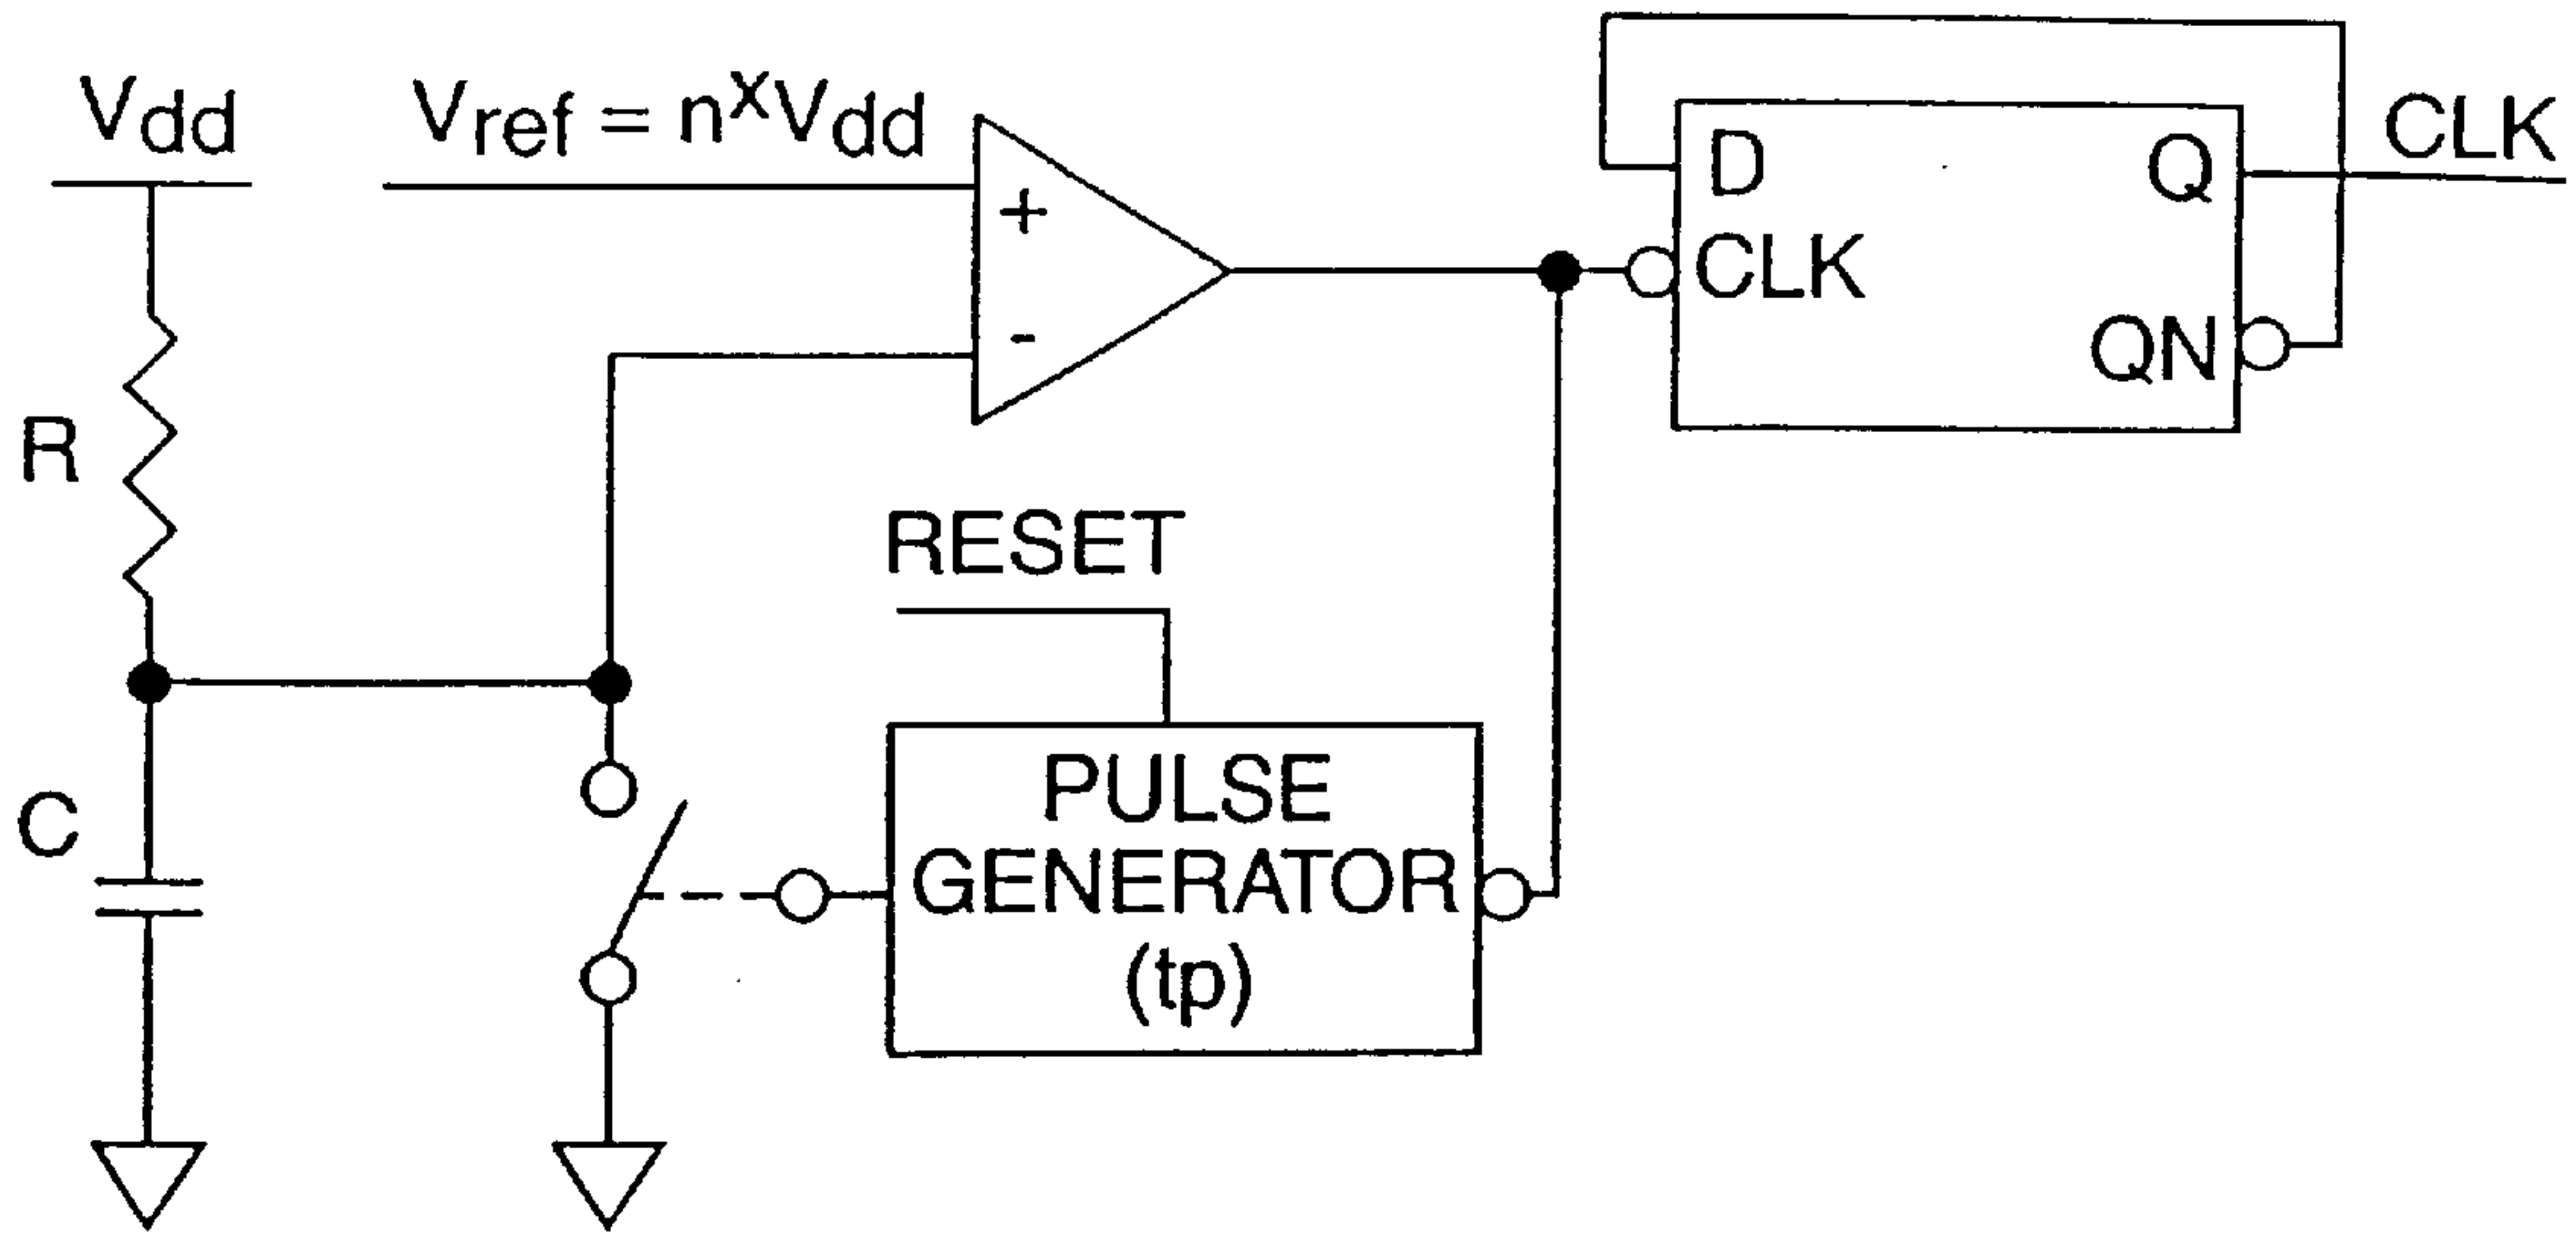 Vdd
Vref = nxVdd
+
-
D
Q
CLK
CLK
QN
R
RESET
C
PULSE
GENERATOR
(tp)